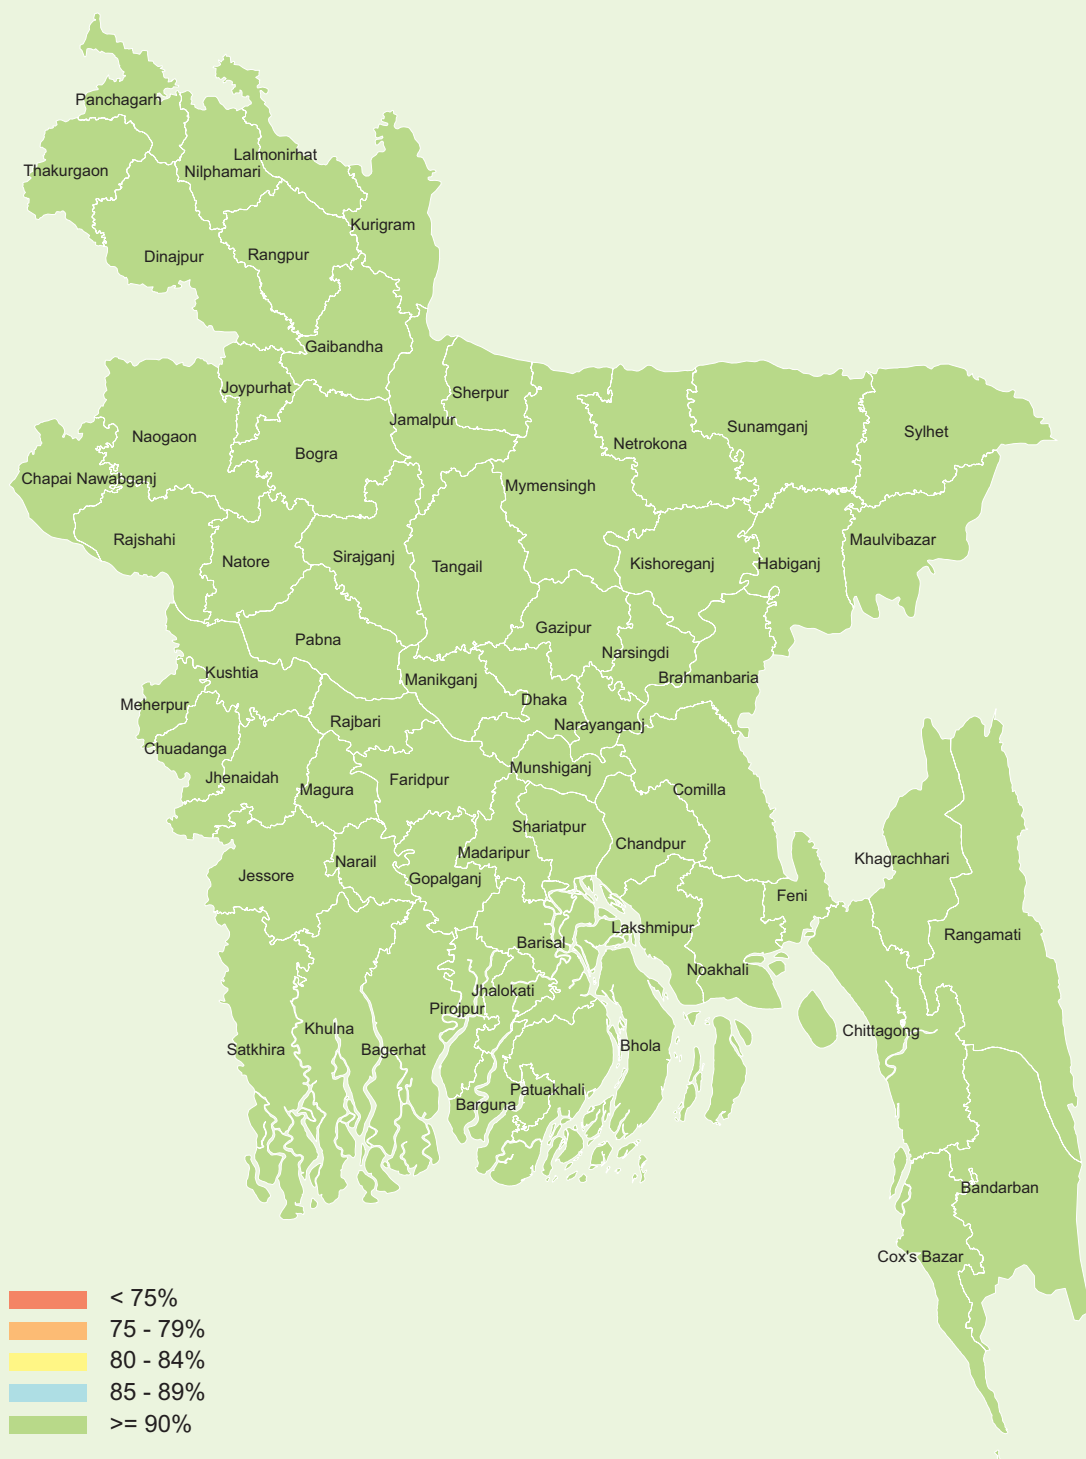 Panchagarh
Lalmonirhat
Thakurgaon
Nilphamari
Kurigram
Dinajpur
Rangpur
Gaibandha
Joypurhat
Sherpur
Jamalpur
Sunamganj
Sylhet
Naogaon
Netrokona
Bogra
Chapai Nawabganj
Mymensingh
Rajshahi
Maulvibazar
Sirajganj
Natore
Tangail
Kishoreganj
Habiganj
Gazipur
Pabna
Narsingdi
Kushtia
Manikganj
Brahmanbaria
Dhaka
Meherpur
Rajbari
Narayanganj
Chuadanga
Munshiganj
Jhenaidah
Faridpur
Magura
Comilla
Shariatpur
Chandpur
Madaripur
Khagrachhari
Narail
Jessore
Gopalganj
Feni
Lakshmipur
Rangamati
Barisal
Noakhali
Jhalokati
Pirojpur
Khulna
Chittagong
Satkhira
Bagerhat
Bhola
Patuakhali
Barguna
Bandarban
Cox's Bazar
< 75%
75 - 79%
80 - 84%
85 - 89%
>= 90%